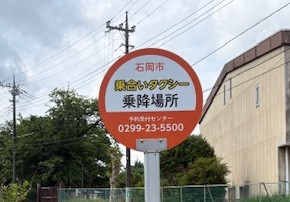 石岡市
乗合いタクシー
乗降場所
予約受付センター
0299-23-5500